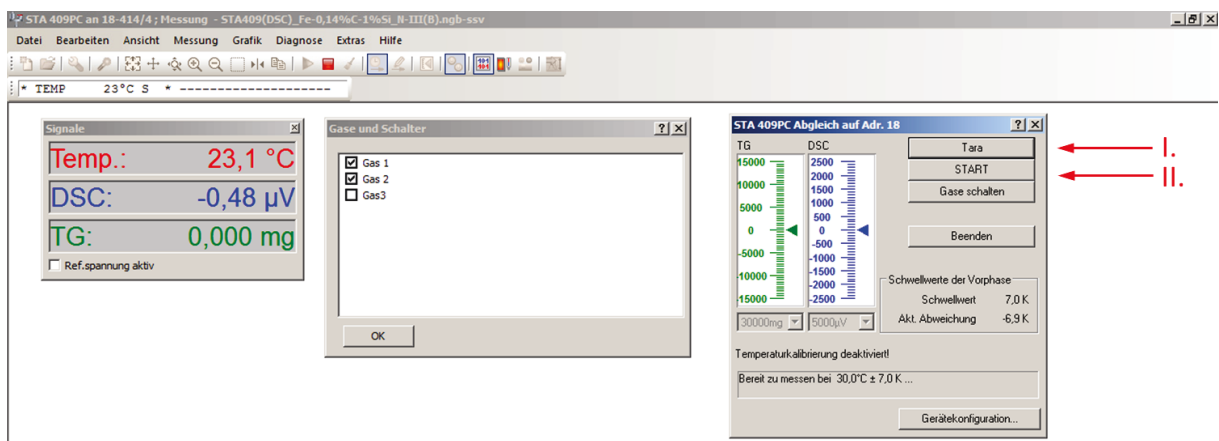 STA 409PC an 18-414/4 ; Messung - STA409(DSC)_Fe-0,14%C-1%Si_N-III(B).ngb-ssv
Datei Bearbeiten Ansicht Messung Grafik Diagnose Extras Hilfe
* TEMP 23°C S * --------------------
Signale
Temp.: 23,1 °C
DSC: -0,48 µV
TG: 0,000 mg
Ref.spannung aktiv
Gase und Schalter
Gas 1
Gas 2
Gas3
OK
STA 409PC Abgleich auf Adr. 18
TG DSC
15000
10000
5000
0
-5000
-10000
-15000
2500
2000
1500
1000
500
0
-500
-1000
-1500
-2000
-2500
30000mg 5000µV
Tara
START
Gase schalten
Beenden
Schwellwerte der Vorphase
Schwellwert 7,0 K
Akt. Abweichung -6,9 K
Temperaturkalibrierung deaktiviert!
Bereit zu messen bei 30,0°C ± 7,0 K ...
Gerätekonfiguration...
I.
II.